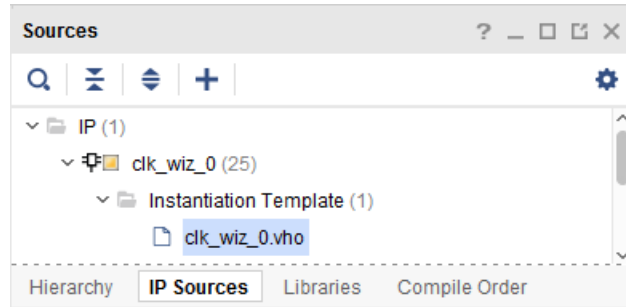 Sources
IP (1)
clk_wiz_0 (25)
Instantiation Template (1)
clk_wiz_0.vho
Hierarchy IP Sources Libraries Compile Order